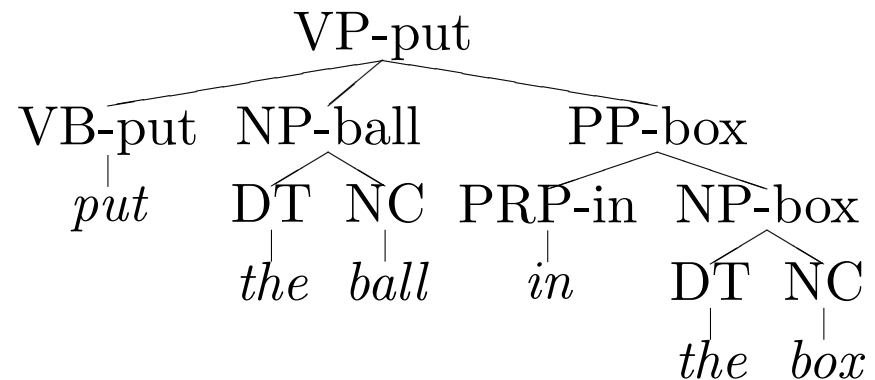 VP-put
VB-put NP-ball PP-box
put DT NC PRP-in NP-box
the ball in DT NC
the box